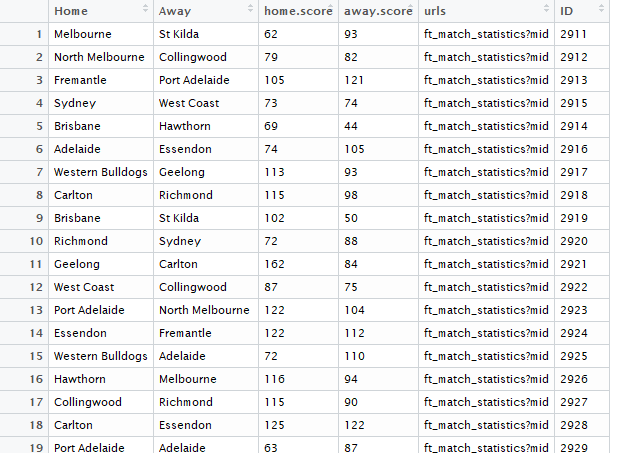 Home Away home.score away.score urls ID
1 Melbourne St Kilda 62 93 ft_match_statistics?mid 2911
2 North Melbourne Collingwood 79 82 ft_match_statistics?mid 2912
3 Fremantle Port Adelaide 105 121 ft_match_statistics?mid 2913
4 Sydney West Coast 73 74 ft_match_statistics?mid 2915
5 Brisbane Hawthorn 69 44 ft_match_statistics?mid 2914
6 Adelaide Essendon 74 105 ft_match_statistics?mid 2916
7 Western Bulldogs Geelong 113 93 ft_match_statistics?mid 2917
8 Carlton Richmond 115 98 ft_match_statistics?mid 2918
9 Brisbane St Kilda 102 50 ft_match_statistics?mid 2919
10 Richmond Sydney 72 88 ft_match_statistics?mid 2920
11 Geelong Carlton 162 84 ft_match_statistics?mid 2921
12 West Coast Collingwood 87 75 ft_match_statistics?mid 2922
13 Port Adelaide North Melbourne 122 104 ft_match_statistics?mid 2923
14 Essendon Fremantle 122 112 ft_match_statistics?mid 2924
15 Western Bulldogs Adelaide 72 110 ft_match_statistics?mid 2925
16 Hawthorn Melbourne 116 94 ft_match_statistics?mid 2926
17 Collingwood Richmond 115 90 ft_match_statistics?mid 2927
18 Carlton Essendon 125 122 ft_match_statistics?mid 2928
19 Port Adelaide Adelaide 63 87 ft_match_statistics?mid 2929